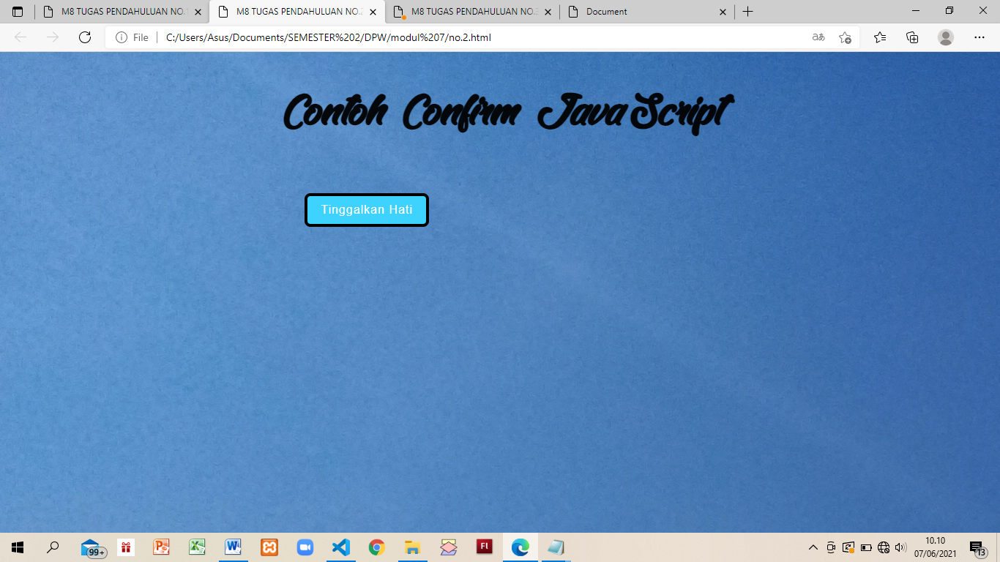 M8 TUGAS PENDAHULUAN NO.1
M8 TUGAS PENDAHULUAN NO.2
M8 TUGAS PENDAHULUAN NO.3
Document
File
C:/Users/Asus/Documents/SEMESTER%202/DPW/modul%207/no.2.html
aあ
Contoh Confirm JavaScript
Tinggalkan Hati
99+
Fl
10.10
07/06/2021
13